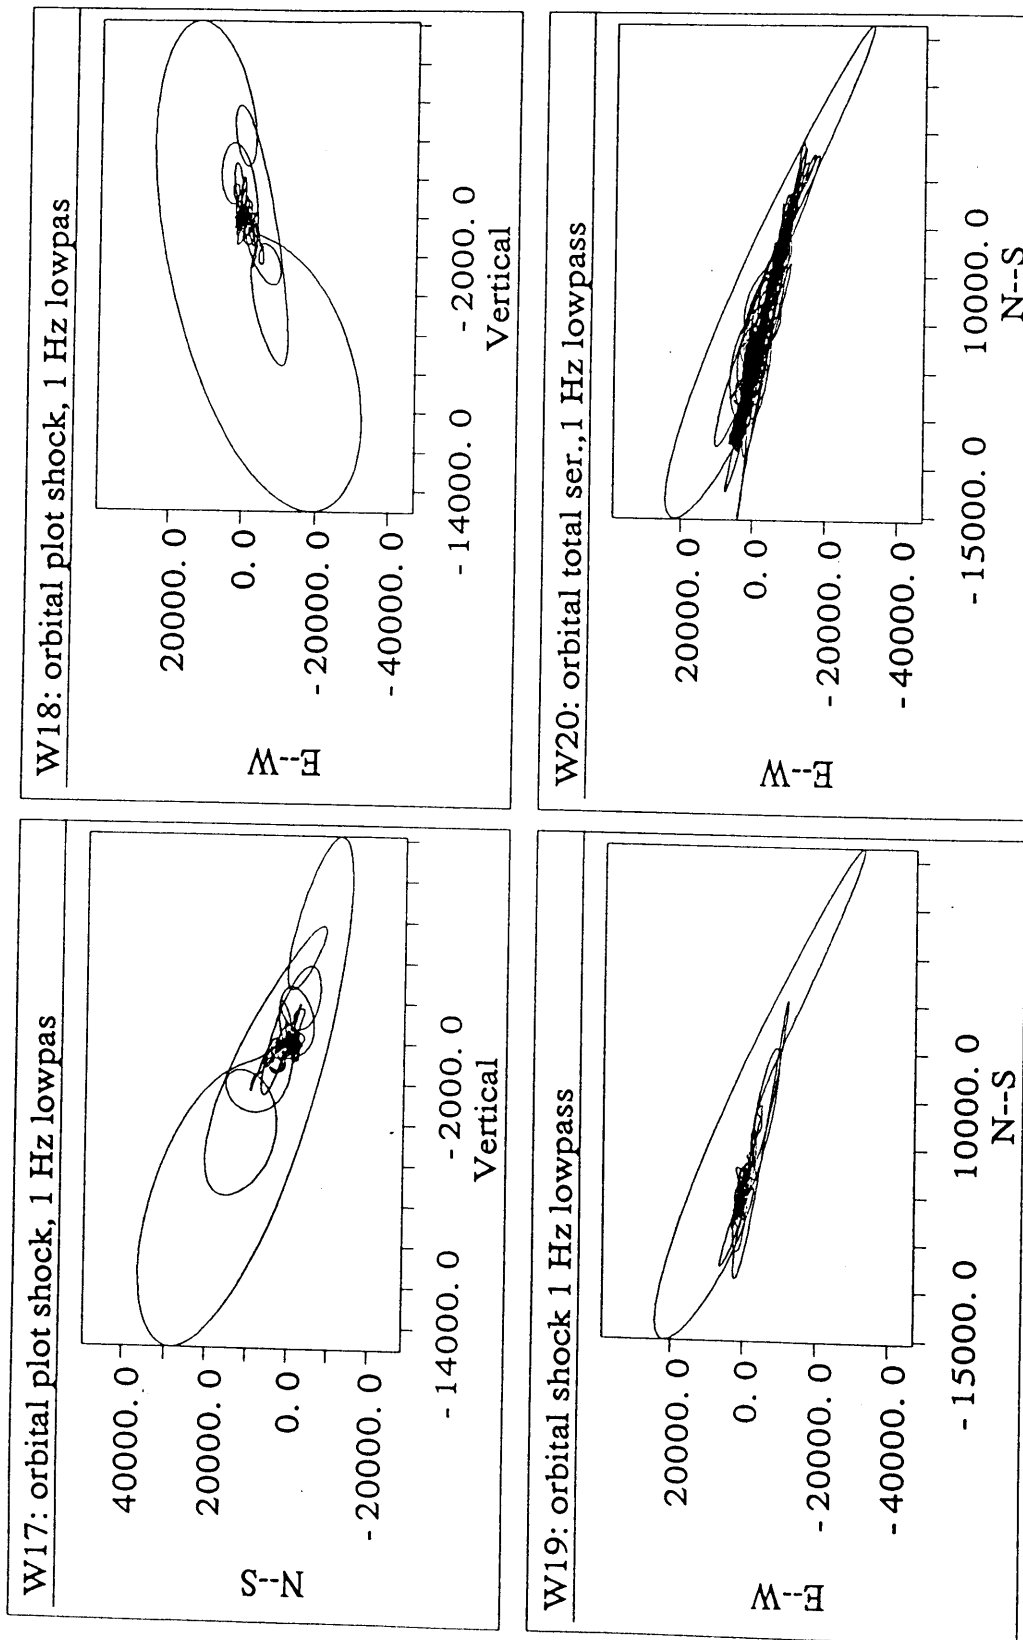 W17: orbital plot shock, 1 Hz lowpas
N--S
40000. 0
20000. 0
0. 0
- 20000. 0
- 14000. 0
- 2000. 0
Vertical
W18: orbital plot shock, 1 Hz lowpas
E--W
20000. 0
0. 0
- 20000. 0
- 40000. 0
- 14000. 0
- 2000. 0
Vertical
W19: orbital shock 1 Hz lowpass
E--W
20000. 0
0. 0
- 20000. 0
- 40000. 0
- 15000. 0
10000. 0
N--S
W20: orbital total ser.,1 Hz lowpass
E--W
20000. 0
0. 0
- 20000. 0
- 40000. 0
- 15000. 0
10000. 0
N--S